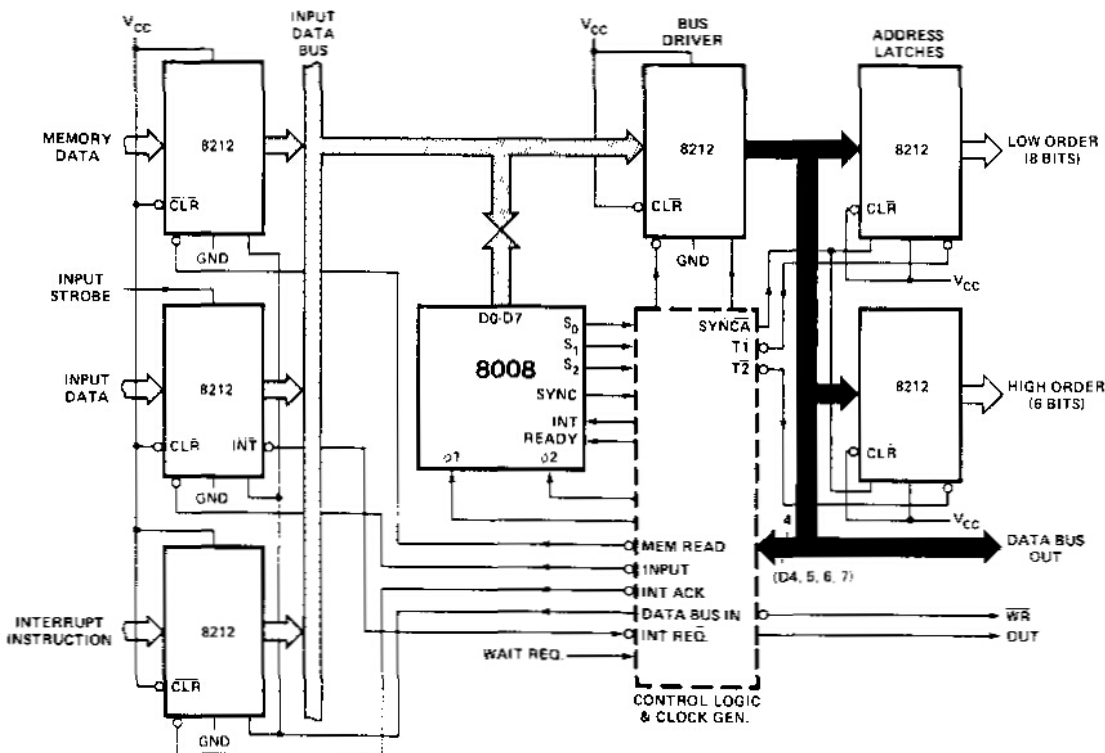 VCC
INPUT
DATA
BUS
VCC
BUS
DRIVER
ADDRESS
LATCHES
MEMORY
DATA
8212
CLR
GND
8212
CLR
GND
8212
CLR
LOW ORDER
(8 BITS)
VCC
INPUT
STROBE
INPUT
DATA
8212
CLR
INT
GND
D0-D7
8008
S0
S1
S2
SYNC
INT
READY
φ1
φ2
SYNCA
T1
T2
8212
CLR
HIGH ORDER
(6 BITS)
VCC
4
(D4, 5, 6, 7)
DATA BUS
OUT
MEM READ
INPUT
INT ACK
DATA BUS IN
INT REQ.
WAIT REQ.
WR
OUT
CONTROL LOGIC
& CLOCK GEN.
INTERRUPT
INSTRUCTION
8212
CLR
GND